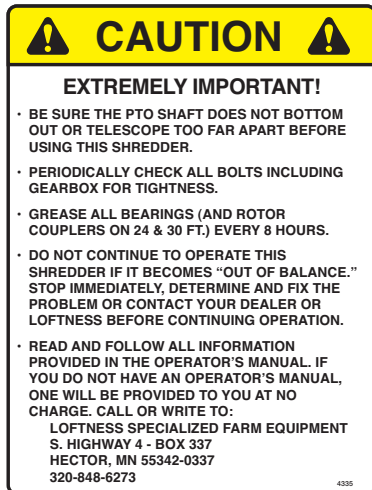 CAUTION
EXTREMELY IMPORTANT!
• BE SURE THE PTO SHAFT DOES NOT BOTTOM
OUT OR TELESCOPE TOO FAR APART BEFORE
USING THIS SHREDDER.
• PERIODICALLY CHECK ALL BOLTS INCLUDING
GEARBOX FOR TIGHTNESS.
• GREASE ALL BEARINGS (AND ROTOR
COUPLERS ON 24 & 30 FT.) EVERY 8 HOURS.
• DO NOT CONTINUE TO OPERATE THIS
SHREDDER IF IT BECOMES “OUT OF BALANCE.”
STOP IMMEDIATELY, DETERMINE AND FIX THE
PROBLEM OR CONTACT YOUR DEALER OR
LOFTNESS BEFORE CONTINUING OPERATION.
• READ AND FOLLOW ALL INFORMATION
PROVIDED IN THE OPERATOR’S MANUAL. IF
YOU DO NOT HAVE AN OPERATOR’S MANUAL,
ONE WILL BE PROVIDED TO YOU AT NO
CHARGE. CALL OR WRITE TO:
LOFTNESS SPECIALIZED FARM EQUIPMENT
S. HIGHWAY 4 - BOX 337
HECTOR, MN 55342-0337
320-848-6273
4335